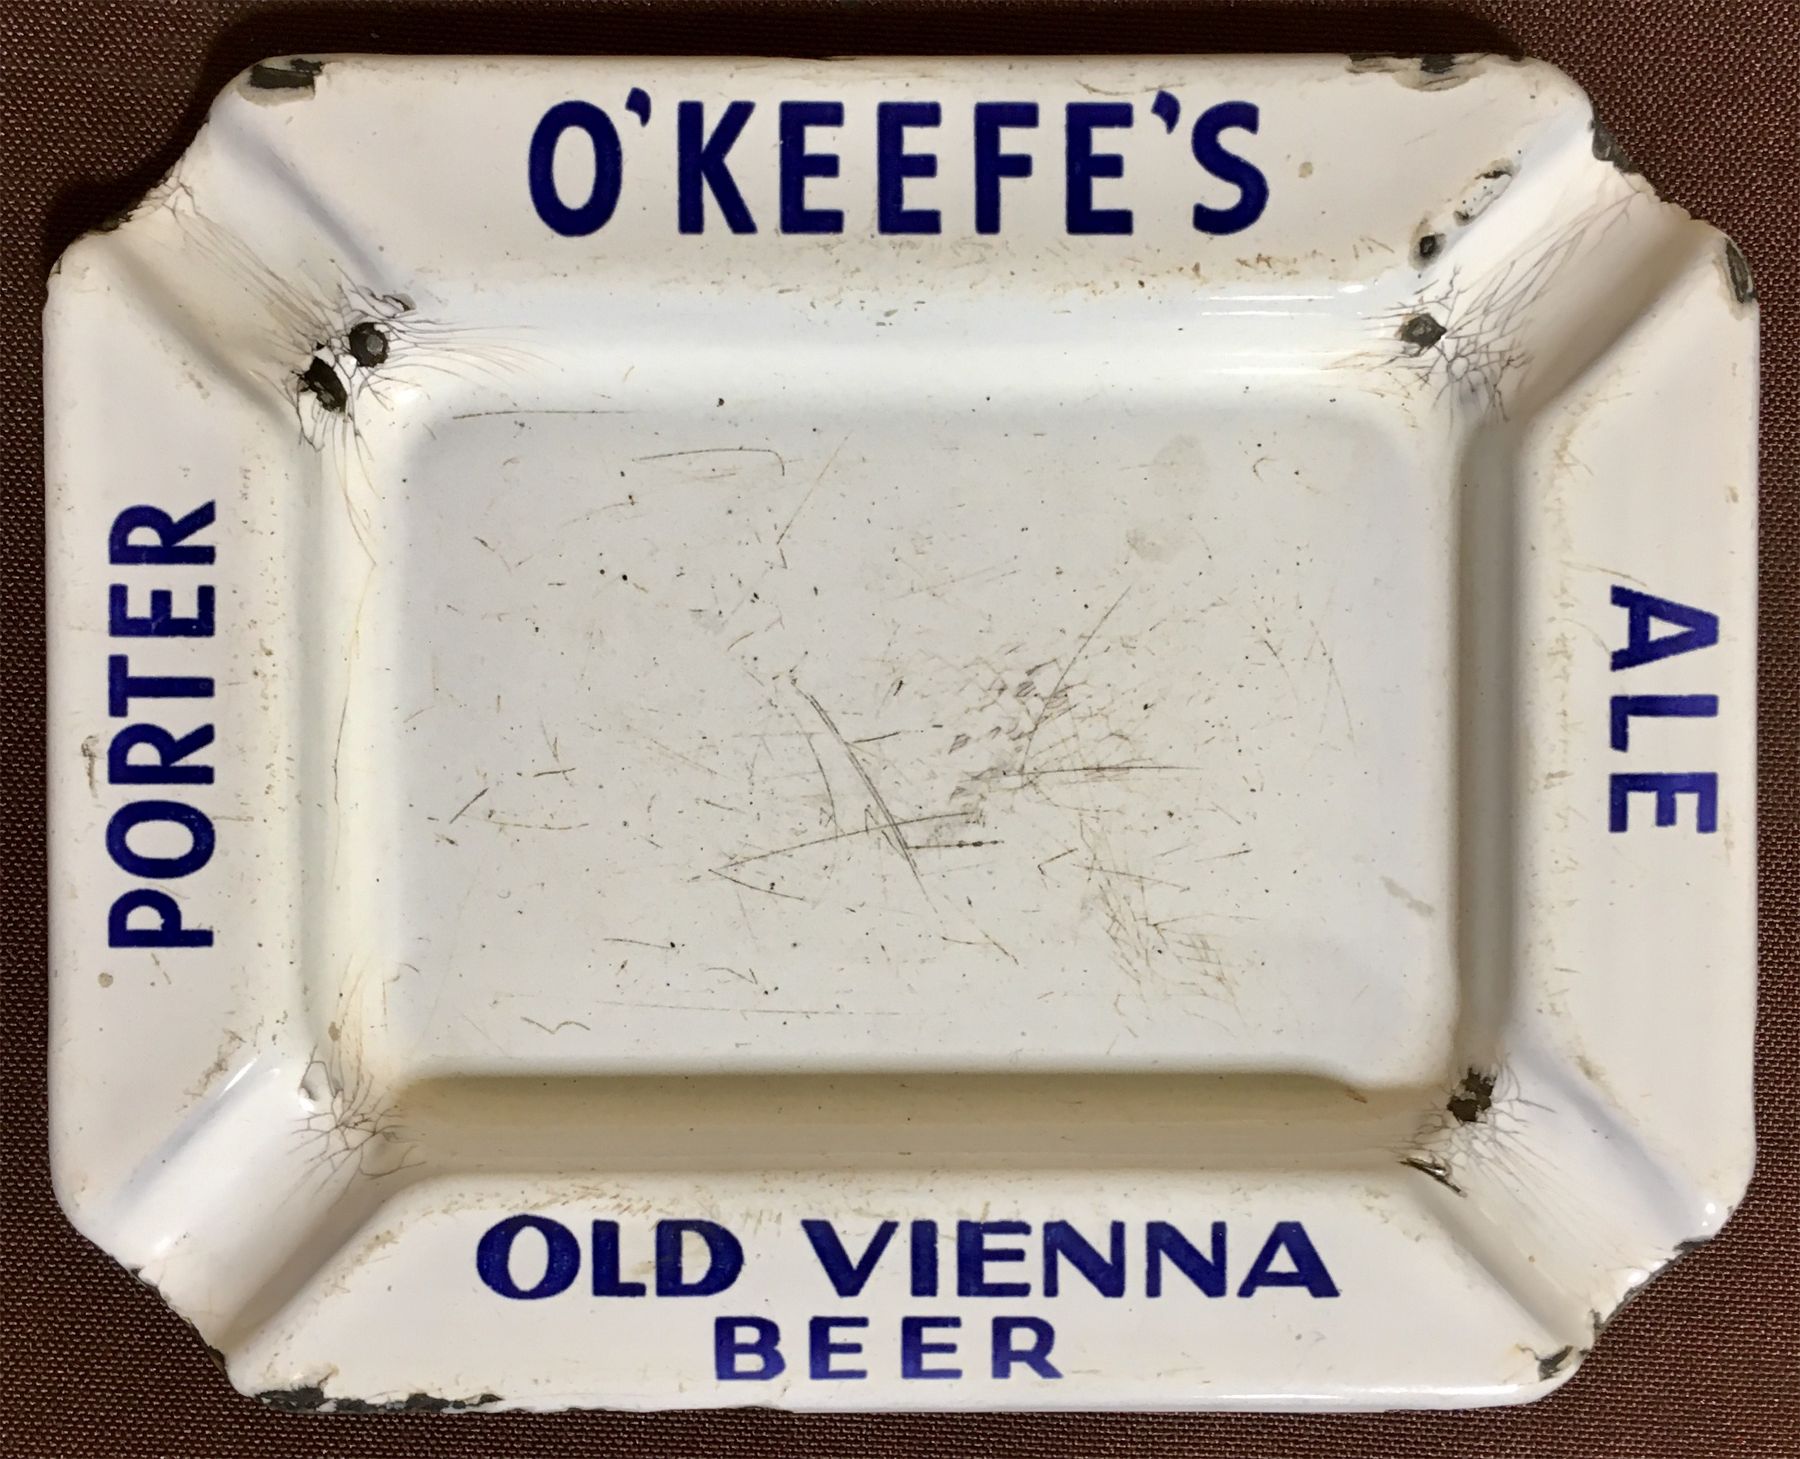 O'KEEFE'S
PORTER
ALE
OLD VIENNA
BEER